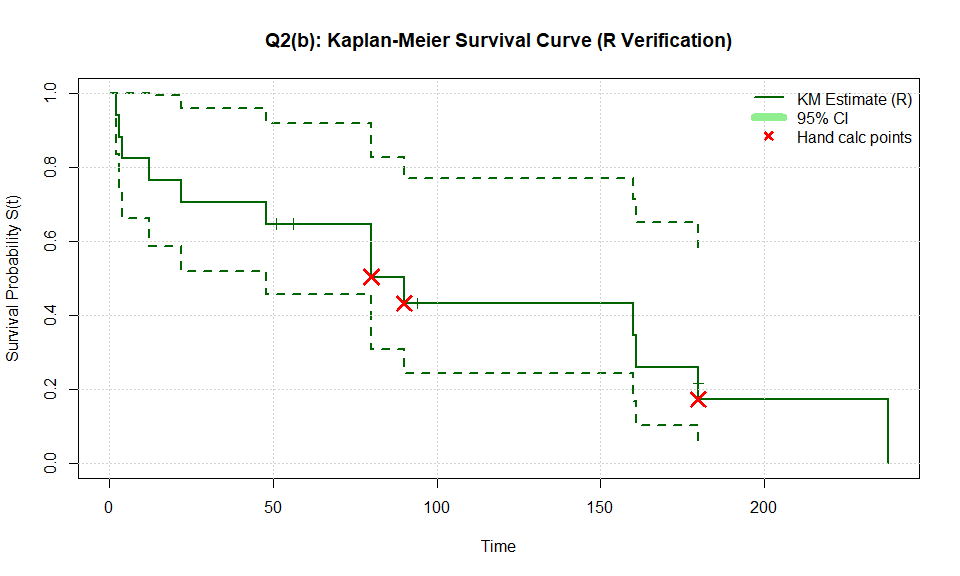 Q2(b): Kaplan-Meier Survival Curve (R Verification)
KM Estimate (R)
95% CI
Hand calc points
Survival Probability S(t)
1.0
0.8
0.6
0.4
0.2
0.0
0 50 100 150 200
Time